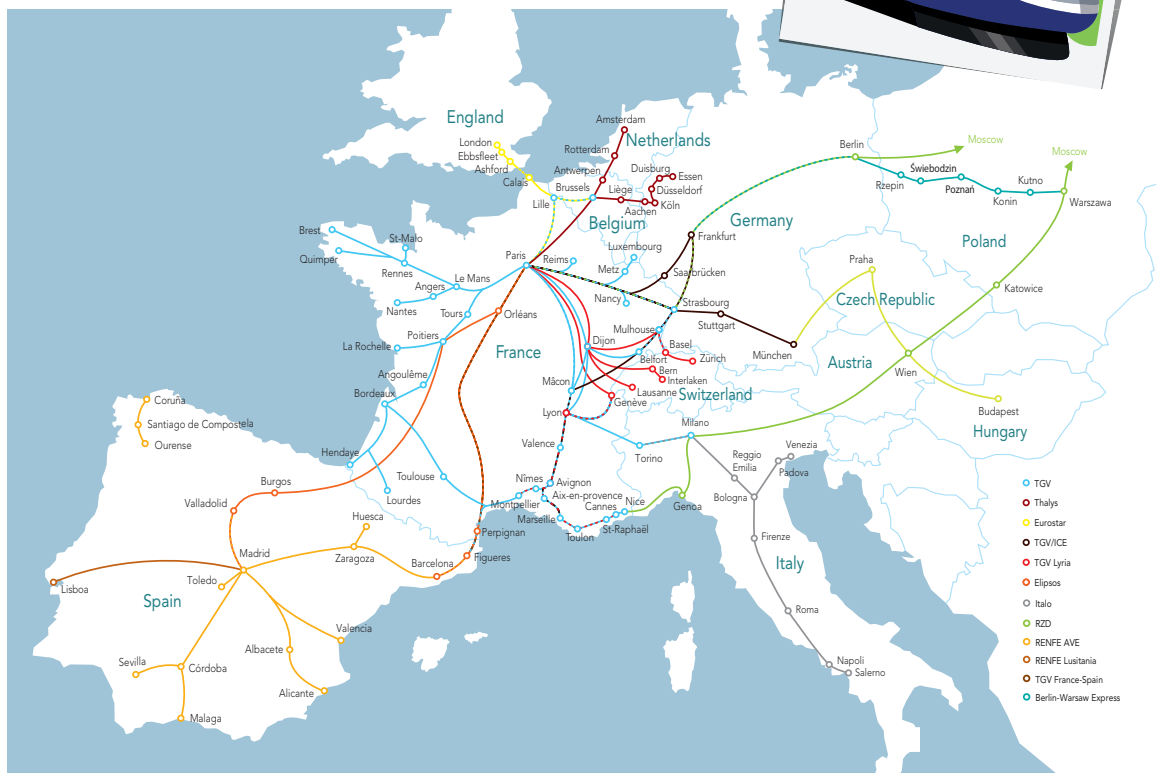 England
London
Ebbsfleet
Ashford
Calais
Amsterdam
Netherlands
Rotterdam
Antwerpen
Duisburg
Essen
Düsseldorf
Brussels
Liège
Aachen
Köln
Lille
Belgium
Luxembourg
Berlin
Moscow
Moscow
Rzepin
Świebodzin
Poznań
Konin
Kutno
Warszawa
Germany
Frankfurt
Poland
Brest
Quimper
St-Malo
Rennes
Paris
Reims
Metz
Saarbrücken
Nancy
Le Mans
Angers
Nantes
Tours
Orléans
Praha
Czech Republic
Katowice
Strasbourg
Stuttgart
München
Poitiers
La Rochelle
France
Dijon
Mulhouse
Basel
Zürich
Belfort
Bern
Interlaken
Lausanne
Genève
Switzerland
Austria
Wien
Budapest
Hungary
Angoulême
Bordeaux
Mâcon
Lyon
Coruña
Santiago de Compostela
Ourense
Hendaye
Valence
Torino
Milano
Reggio
Emilia
Venezia
Padova
Bologna
Toulouse
Lourdes
Nîmes
Avignon
Aix-en-provence
Cannes
Nice
Montpellier
Marseille
Toulon
St-Raphaël
Genoa
Burgos
Valladolid
Huesca
Zaragoza
Perpignan
Figueres
Barcelona
Firenze
Italy
Madrid
Toledo
Lisboa
Spain
Valencia
Albacete
Alicante
Sevilla
Córdoba
Malaga
Roma
Napoli
Salerno
TGV
Thalys
Eurostar
TGV/ICE
TGV Lyria
Elipsos
Italo
RZD
RENFE AVE
RENFE Lusitania
TGV France-Spain
Berlin-Warsaw Express